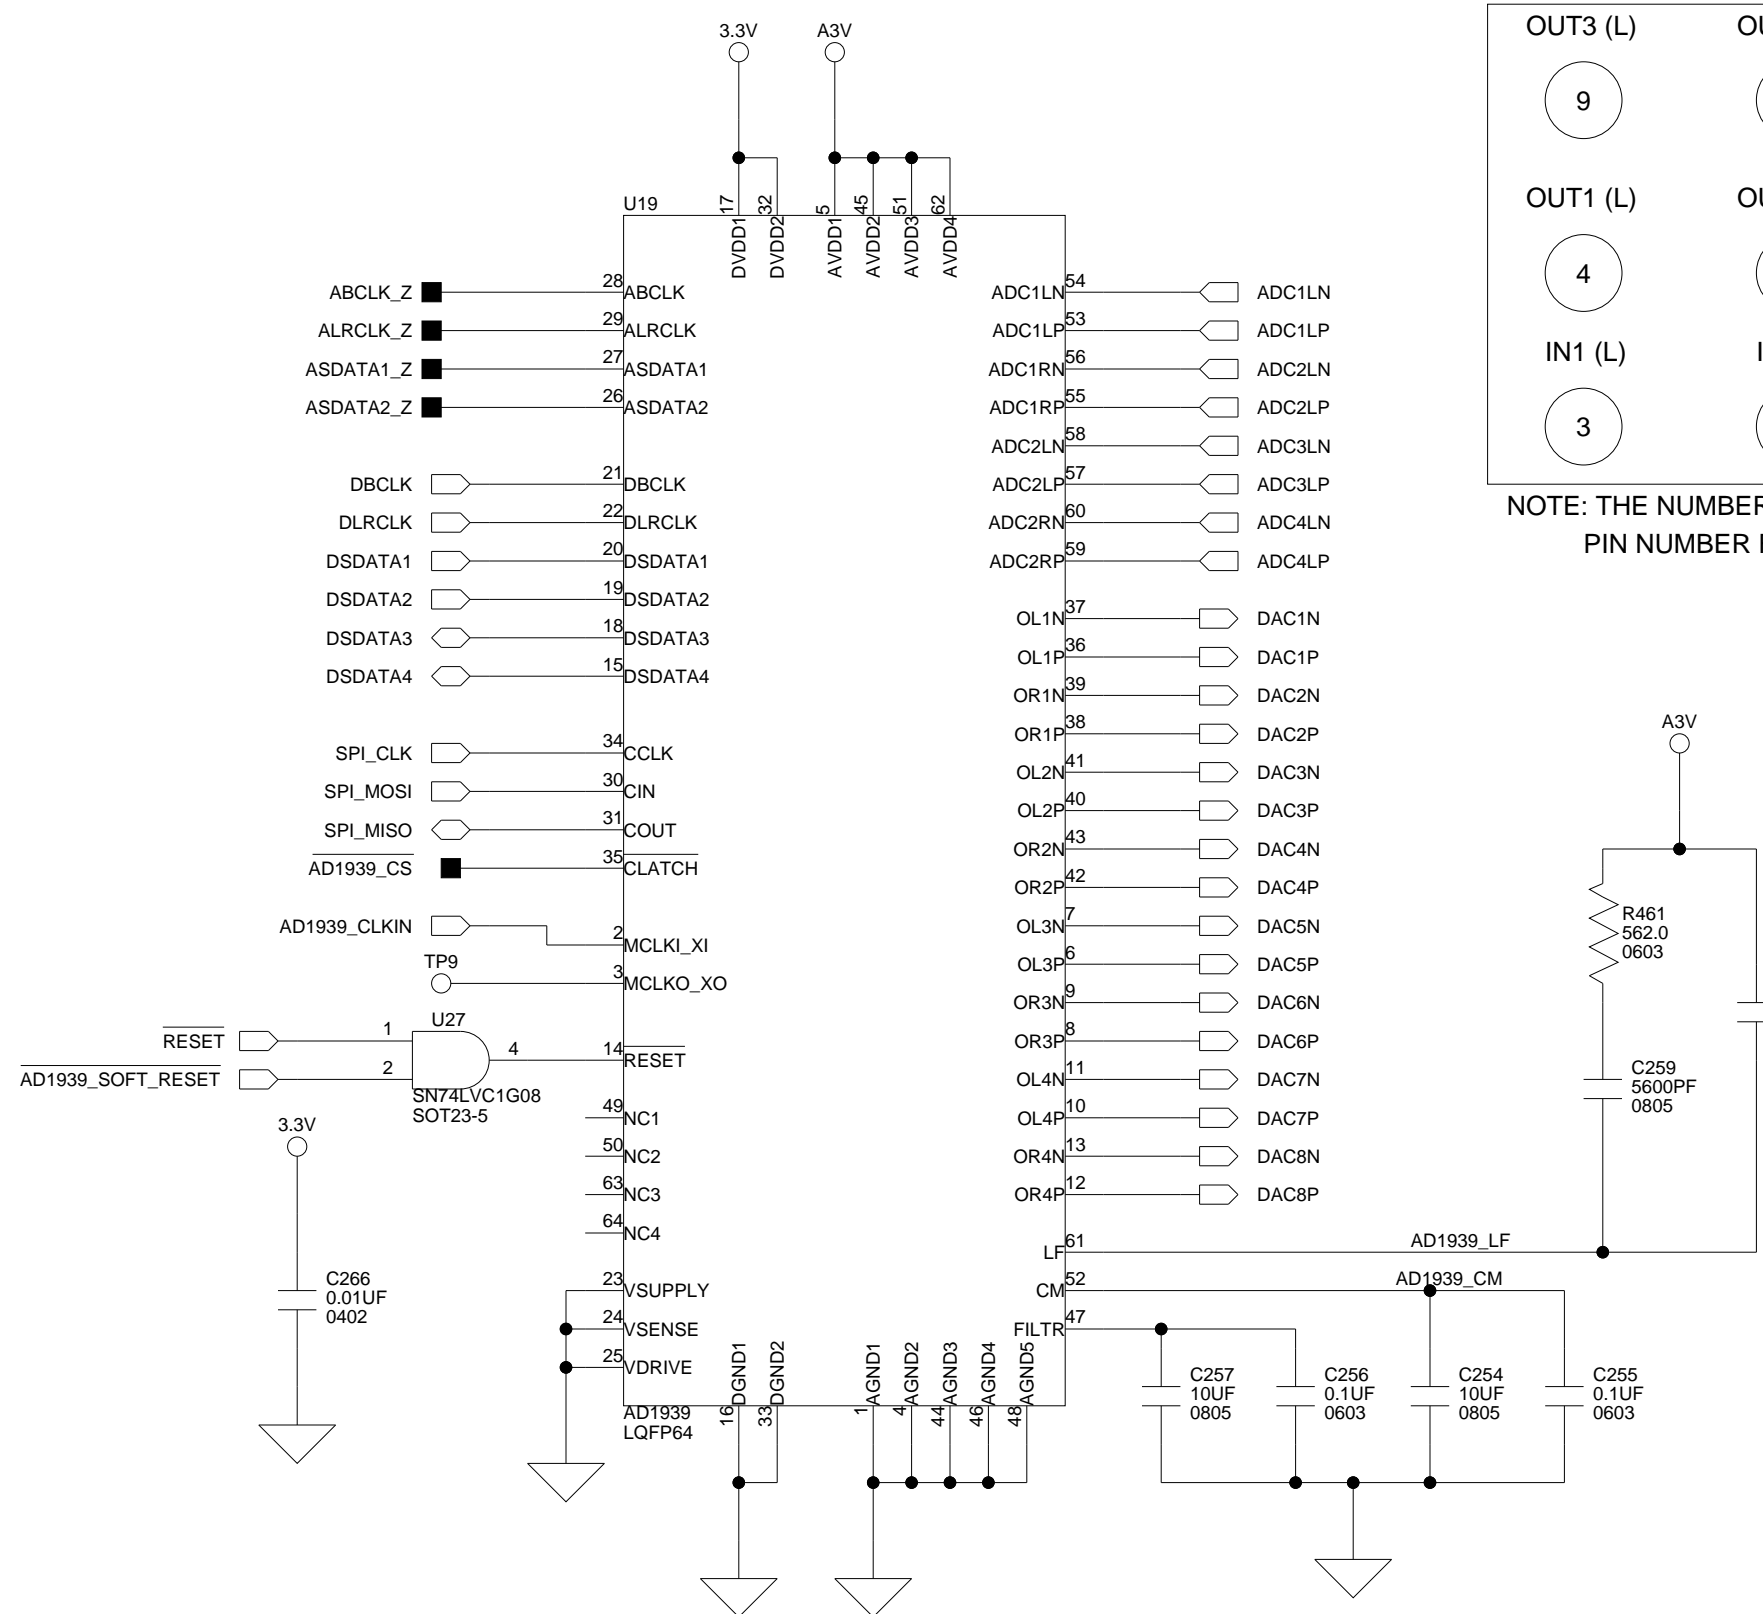 3.3V
A3V
OUT3 (L)
9
OUT1 (L)
4
IN1 (L)
3
NOTE: THE NUMBER
PIN NUMBER
U19
17
32
5
45
51
62
DVDD1
DVDD2
AVDD1
AVDD2
AVDD3
AVDD4
ABCLK_Z 28 ABCLK
ALRCLK_Z 29 ALRCLK
ASDATA1_Z 27 ASDATA1
ASDATA2_Z 26 ASDATA2
DBCLK 21 DBCLK
DLRCLK 22 DLRCLK
DSDATA1 20 DSDATA1
DSDATA2 19 DSDATA2
DSDATA3 18 DSDATA3
DSDATA4 15 DSDATA4
SPI_CLK 34 CCLK
SPI_MOSI 30 CIN
SPI_MISO 31 COUT
AD1939_CS 35 CLATCH
AD1939_CLKIN 2 MCLKI_XI
TP9 3 MCLKO_XO
RESET 1
AD1939_SOFT_RESET 2
U27
4
SN74LVC1G08
SOT23-5
14 RESET
49 NC1
50 NC2
63 NC3
64 NC4
23 VSUPPLY
24 VSENSE
25 VDRIVE
3.3V
C266
0.01UF
0402
ADC1LN 54 ADC1LN
ADC1LP 53 ADC1LP
ADC1RN 56 ADC2LN
ADC1RP 55 ADC2LP
ADC2LN 58 ADC3LN
ADC2LP 57 ADC3LP
ADC2RN 60 ADC4LN
ADC2RP 59 ADC4LP
OL1N 37 DAC1N
OL1P 36 DAC1P
OR1N 39 DAC2N
OR1P 38 DAC2P
OL2N 41 DAC3N
OL2P 40 DAC3P
OR2N 43 DAC4N
OR2P 42 DAC4P
OL3N 7 DAC5N
OL3P 6 DAC5P
OR3N 9 DAC6N
OR3P 8 DAC6P
OL4N 11 DAC7N
OL4P 10 DAC7P
OR4N 13 DAC8N
OR4P 12 DAC8P
LF 61 AD1939_LF
CM 52 AD1939_CM
FILTR 47
A3V
R461
562.0
0603
C259
5600PF
0805
DGND1
DGND2
AGND1
AGND2
AGND3
AGND4
AGND5
16
33
1
4
44
46
48
AD1939
LQFP64
C257
10UF
0805
C256
0.1UF
0603
C254
10UF
0805
C255
0.1UF
0603